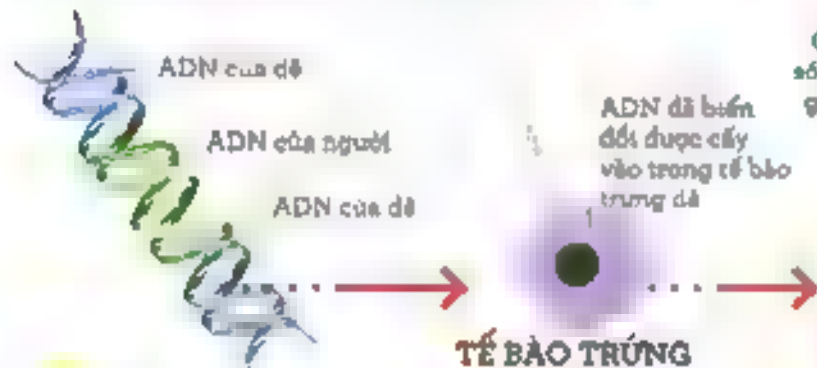 ADN của dê
ADN của người
ADN của dê
ADN đã biến
đổi được cấy
vào trong tế bào
trứng dê
TẾ BÀO TRỨNG